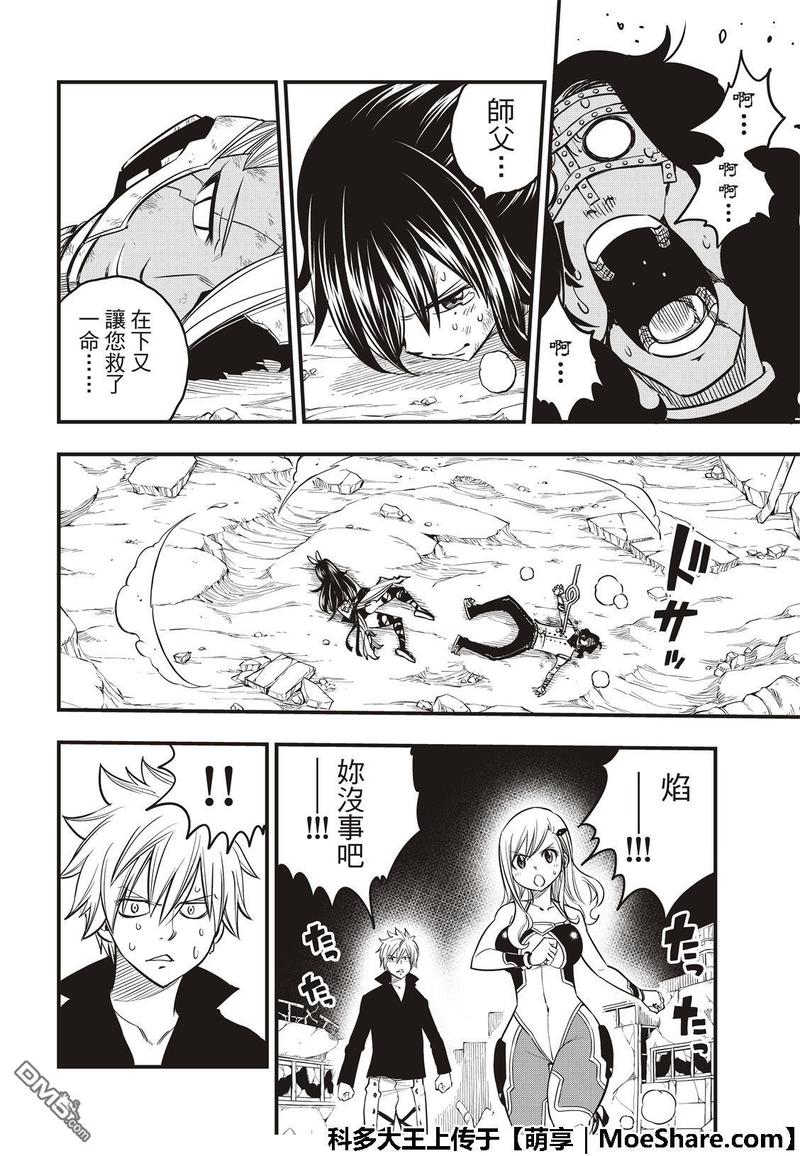 啊…
啊啊…
啊…
師父…
在下又
讓您救了
一命……
ドサッ
焰
——!!!
妳沒事吧
——!!!
たっ
たっ
たっ
たっ
!!
DM5.COM
科多大王上传于【萌享 | MoeShare.com】